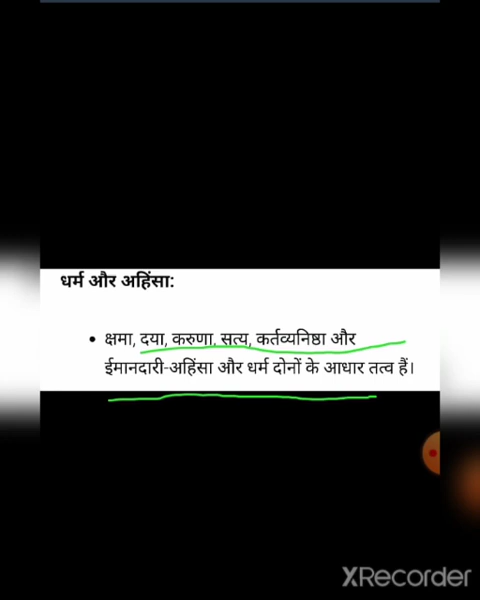 धर्म और अहिंसा:
• क्षमा, दया, करुणा, सत्य, कर्तव्यनिष्ठा और
ईमानदारी-अहिंसा और धर्म दोनों के आधार तत्व हैं।
XRecorder